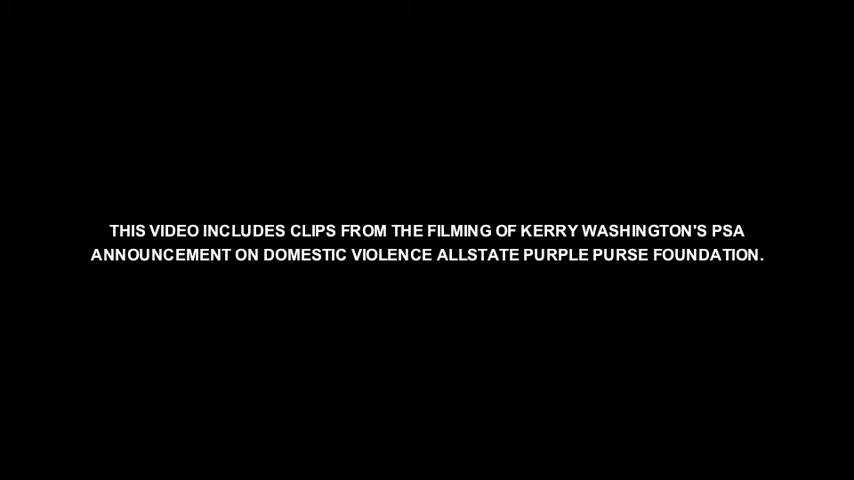 THIS VIDEO INCLUDES CLIPS FROM THE FILMING OF KERRY WASHINGTON'S PSA
ANNOUNCEMENT ON DOMESTIC VIOLENCE ALLSTATE PURPLE PURSE FOUNDATION.